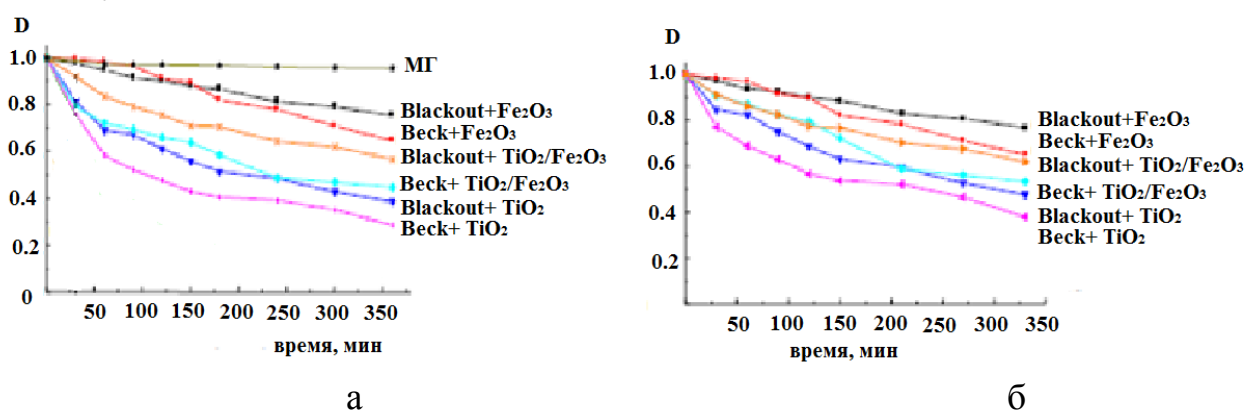 D
1.0
0.8
0.6
0.4
0.2
0
50 100 150 200 250 300 350
время, мин
МГ
Blackout+Fe₂O₃
Beck+Fe₂O₃
Blackout+ TiO₂/Fe₂O₃
Beck+ TiO₂/Fe₂O₃
Blackout+ TiO₂
Beck+ TiO₂
а
D
1.0
0.8
0.6
0.4
0.2
50 100 150 200 250 300 350
время, мин
Blackout+Fe₂O₃
Beck+Fe₂O₃
Blackout+ TiO₂/Fe₂O₃
Beck+ TiO₂/Fe₂O₃
Blackout+ TiO₂
Beck+ TiO₂
б